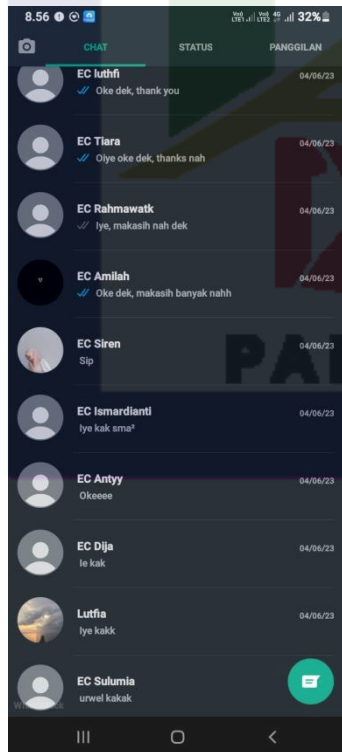 8.56
32%
CHAT STATUS PANGGILAN
EC luthfi 04/06/23
Oke dek, thank you
EC Tiara 04/06/23
Oiye oke dek, thanks nah
EC Rahmawatk 04/06/23
Iye, makasih nah dek
EC Amilah 04/06/23
Oke dek, makasih banyak nahh
EC Siren 04/06/23
Sip
EC Ismardianti 04/06/23
Iye kak sma²
EC Antyy 04/06/23
Okeeee
EC Dija 04/06/23
Ie kak
Lutfia 04/06/23
Iye kakk
EC Sulumia
urwel kakak